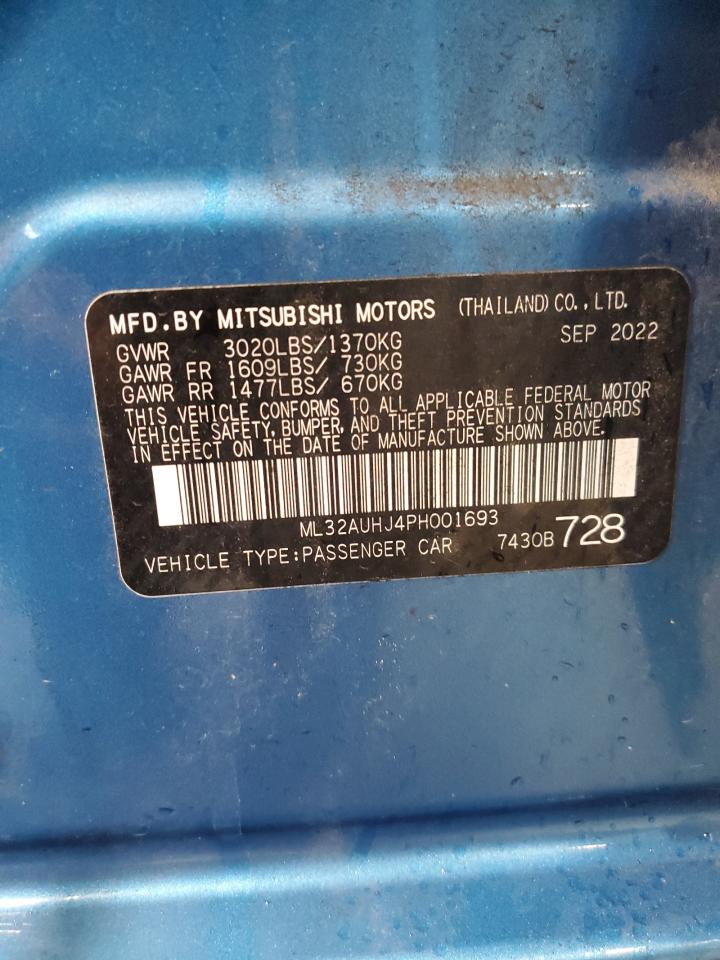 MFD.BY MITSUBISHI MOTORS (THAILAND) CO., LTD.
SEP 2022
GVWR 3020LBS/1370KG
GAWR FR 1609LBS/ 730KG
GAWR RR 1477LBS/ 670KG
THIS VEHICLE CONFORMS TO ALL APPLICABLE FEDERAL MOTOR
VEHICLE SAFETY, BUMPER, AND THEFT PREVENTION STANDARDS
IN EFFECT ON THE DATE OF MANUFACTURE SHOWN ABOVE.
ML32AUHJ4PH001693
VEHICLE TYPE:PASSENGER CAR 7430B 728